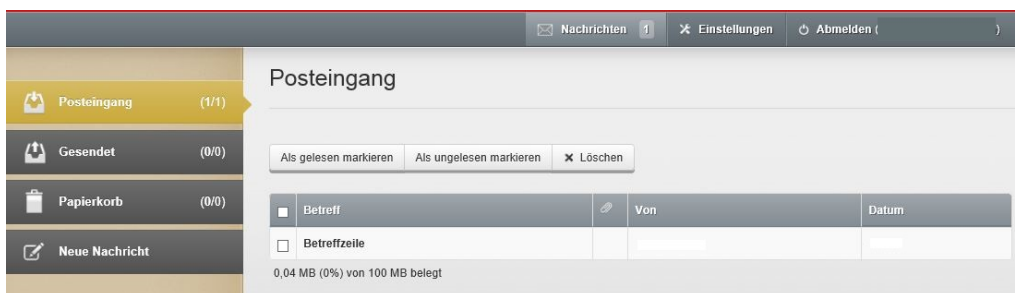 Nachrichten 1 Einstellungen Abmelden ( )
Posteingang
Posteingang (1/1)
Gesendet (0/0)
Papierkorb (0/0)
Neue Nachricht
Als gelesen markieren Als ungelesen markieren Löschen
Betreff Von Datum
Betreffzeile
0,04 MB (0%) von 100 MB belegt